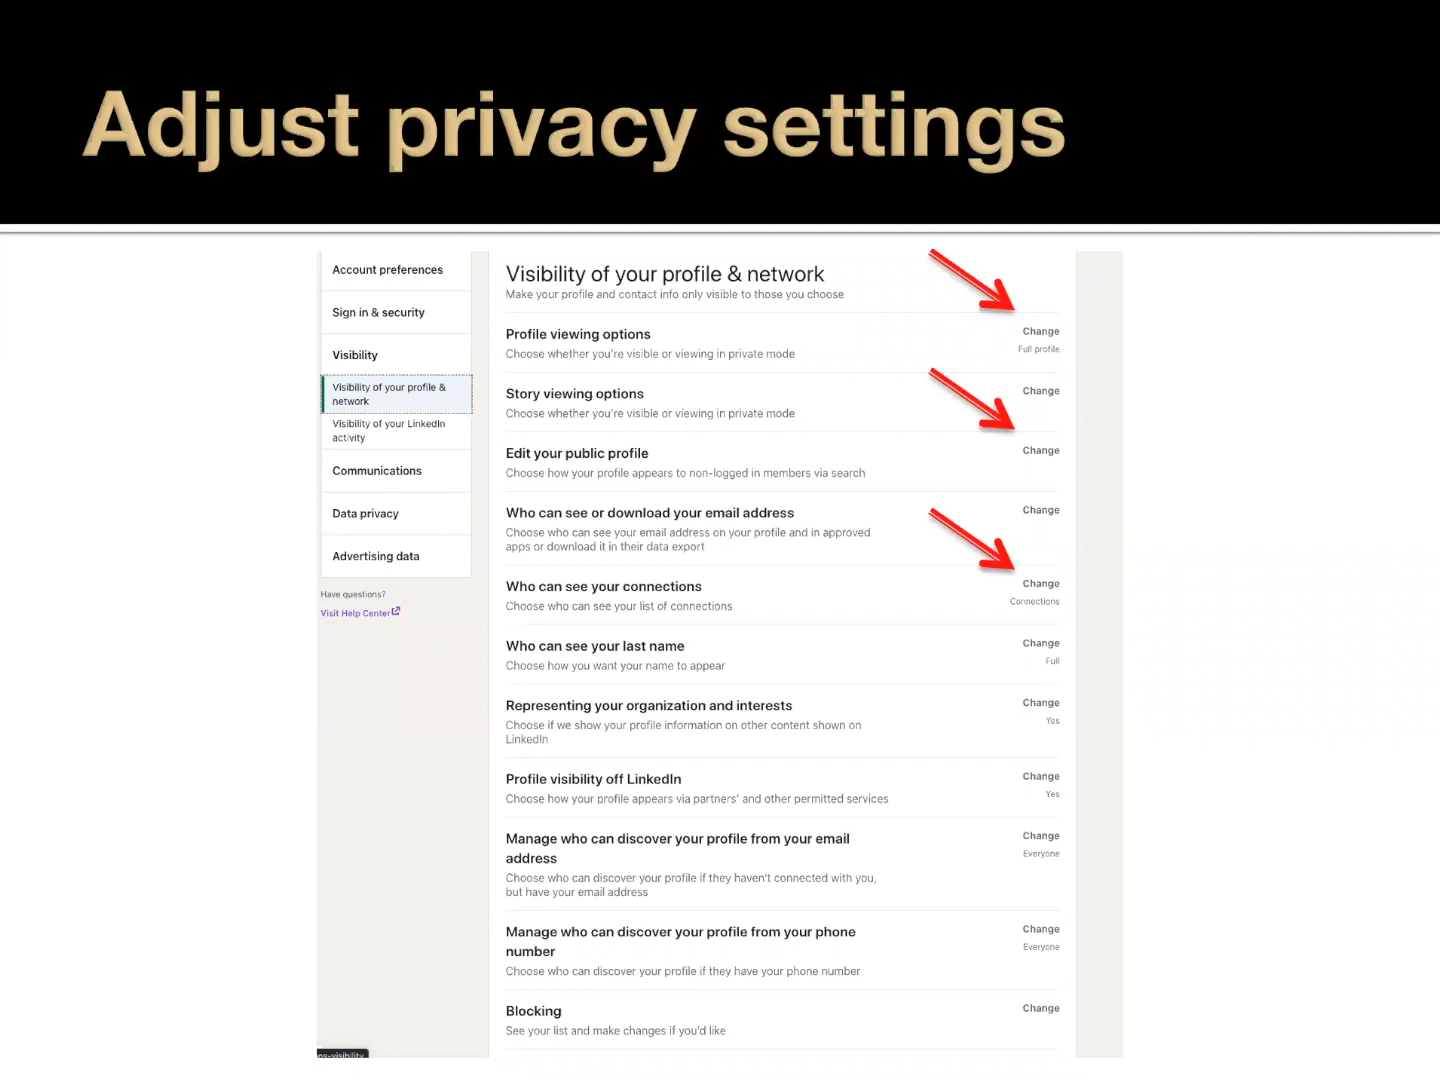 Adjust privacy settings
Account preferences
Sign in & security
Visibility
Visibility of your profile &
network
Visibility of your LinkedIn
activity
Communications
Data privacy
Advertising data
Have questions?
Visit Help Center
Visibility of your profile & network
Make your profile and contact info only visible to those you choose
Profile viewing options
Change
Choose whether you're visible or viewing in private mode
Full profile
Story viewing options
Change
Choose whether you're visible or viewing in private mode
Edit your public profile
Change
Choose how your profile appears to non-logged in members via search
Who can see or download your email address
Change
Choose who can see your email address on your profile and in approved
apps or download it in their data export
Who can see your connections
Change
Choose who can see your list of connections
Connections
Who can see your last name
Change
Choose how you want your name to appear
Full
Representing your organization and interests
Change
Choose if we show your profile information on other content shown on
LinkedIn
Yes
Profile visibility off LinkedIn
Change
Choose how your profile appears via partners' and other permitted services
Yes
Manage who can discover your profile from your email
address
Change
Everyone
Choose who can discover your profile if they haven't connected with you,
but have your email address
Manage who can discover your profile from your phone
number
Change
Everyone
Choose who can discover your profile if they have your phone number
Blocking
Change
See your list and make changes if you'd like